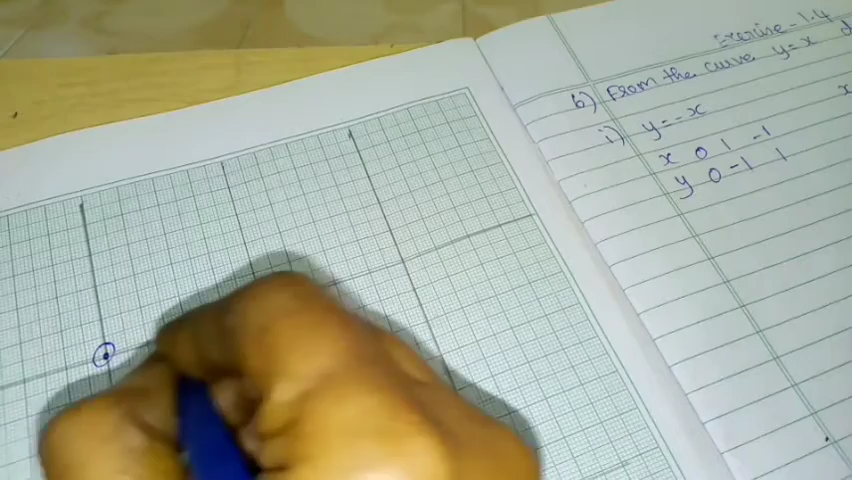 Exercise - 1.4
b) From the curve y = x d
i) y = -x x
x 0 1 -1
y 0 -1 1